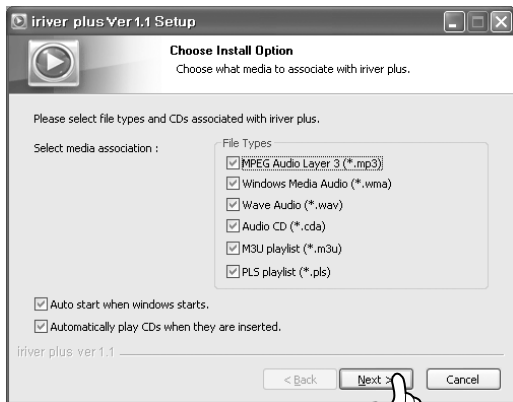 iriver plus Ver 1.1 Setup
Choose Install Option
Choose what media to associate with iriver plus.
Please select file types and CDs associated with iriver plus.
Select media association :
File Types
MPEG Audio Layer 3 (*.mp3)
Windows Media Audio (*.wma)
Wave Audio (*.wav)
Audio CD (*.cda)
M3U playlist (*.m3u)
PLS playlist (*.pls)
Auto start when windows starts.
Automatically play CDs when they are inserted.
iriver plus ver 1.1
< Back
Next >
Cancel